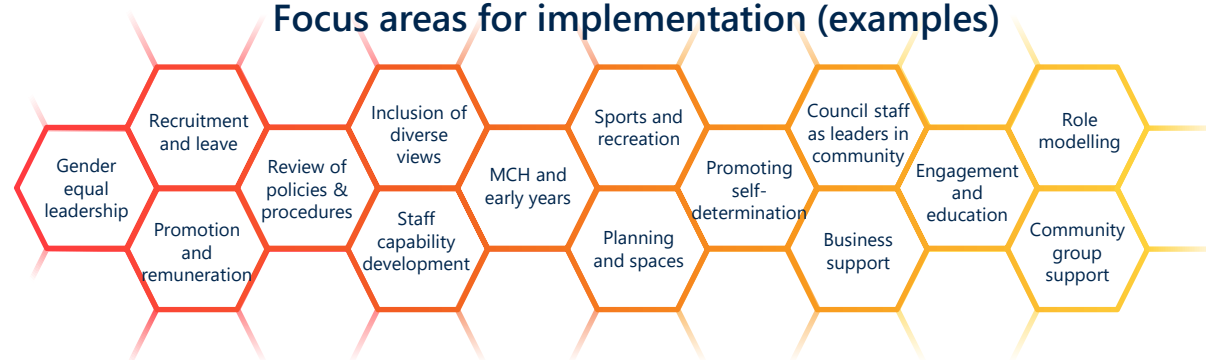 Focus areas for implementation (examples)
Gender
equal
leadership
Recruitment
and leave
Promotion
and
remuneration
Review of
policies &
procedures
Inclusion of
diverse
views
Staff
capability
development
MCH and
early years
Sports and
recreation
Planning
and spaces
Promoting
self-
determination
Council staff
as leaders in
community
Business
support
Engagement
and
education
Role
modelling
Community
group
support